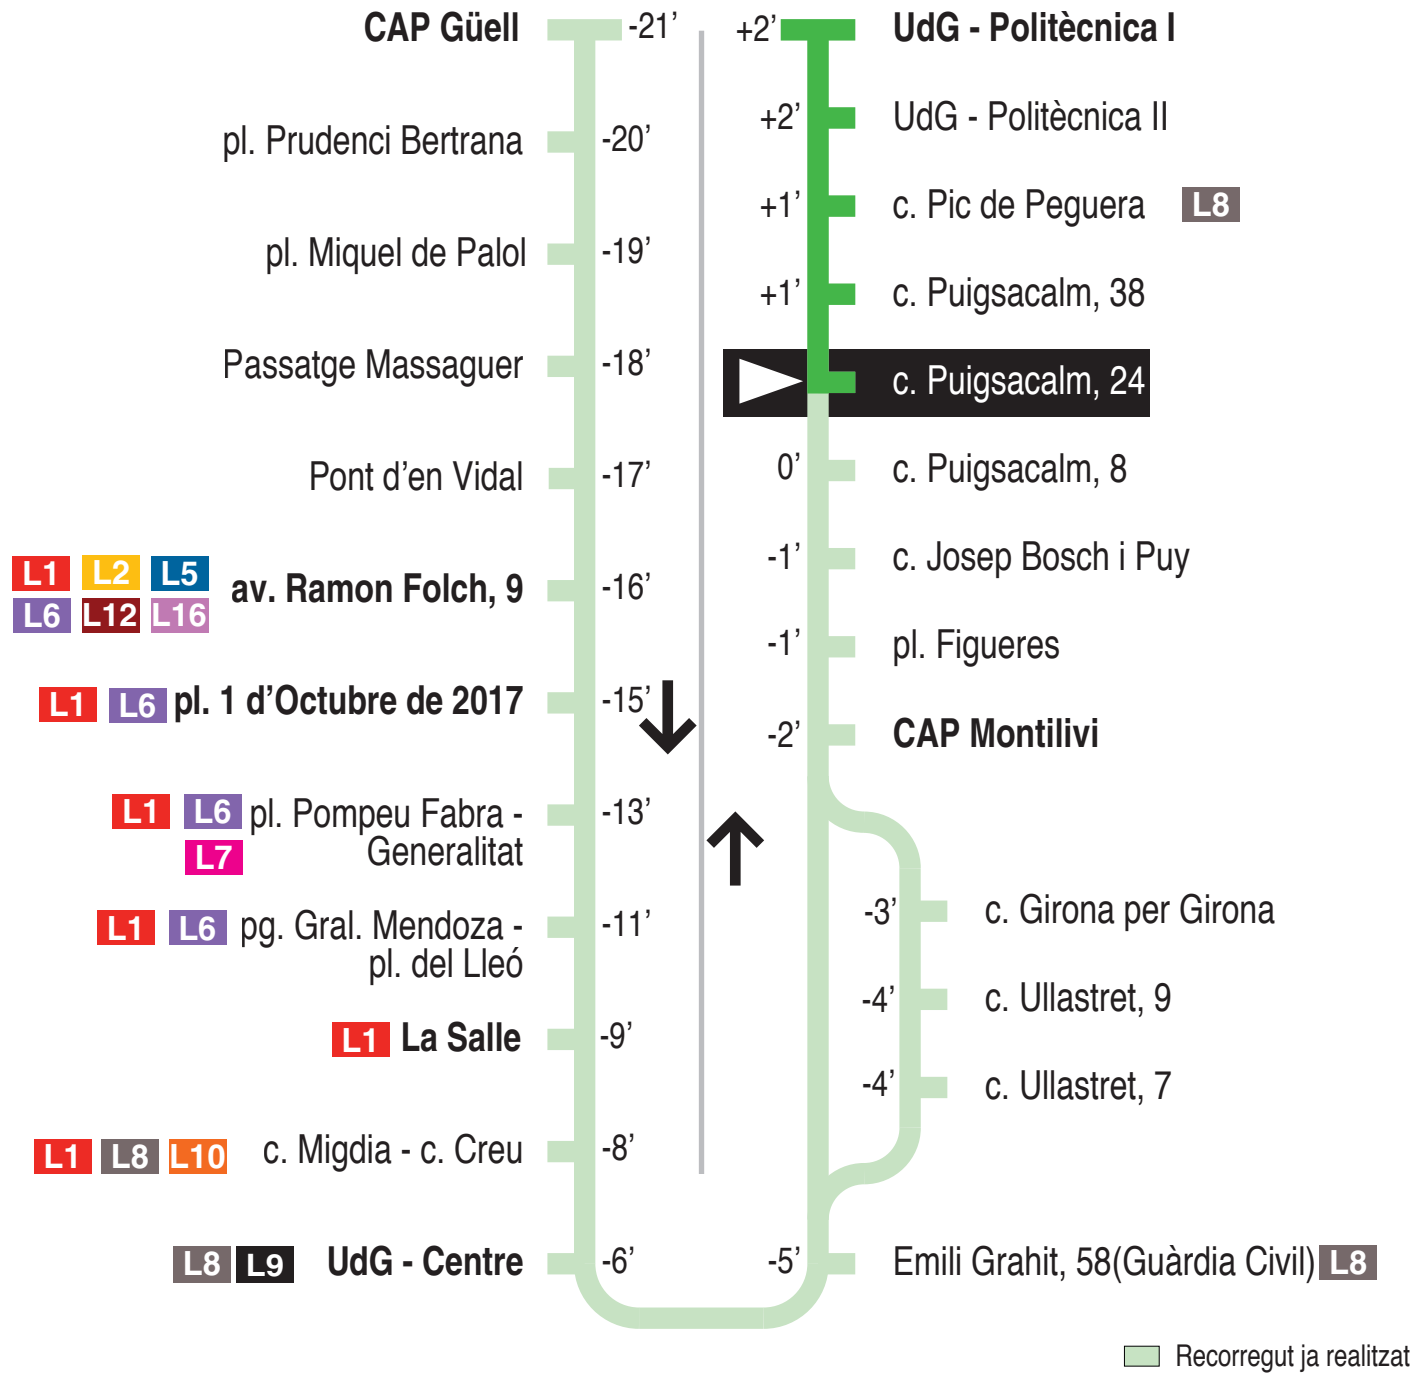 CAP Güell -21’
pl. Prudenci Bertrana -20’
pl. Miquel de Palol -19’
Passatge Massaguer -18’
Pont d’en Vidal -17’
L1 L2 L5
L6 L12 L16
av. Ramon Folch, 9 -16’
L1 L6 pl. 1 d’Octubre de 2017 -15’
L1 L6 pl. Pompeu Fabra - -13’
L7 Generalitat
L1 L6 pg. Gral. Mendoza - -11’
pl. del Lleó
L1 La Salle -9’
L1 L8 L10 c. Migdia - c. Creu -8’
L8 L9 UdG - Centre -6’
+2’ UdG - Politècnica I
+2’ UdG - Politècnica II
+1’ c. Pic de Peguera L8
+1’ c. Puigsacalm, 38
c. Puigsacalm, 24
0’ c. Puigsacalm, 8
-1’ c. Josep Bosch i Puy
-1’ pl. Figueres
-2’ CAP Montilivi
-3’ c. Girona per Girona
-4’ c. Ullastret, 9
-4’ c. Ullastret, 7
-5’ Emili Grahit, 58(Guàrdia Civil) L8
Recorregut ja realitzat